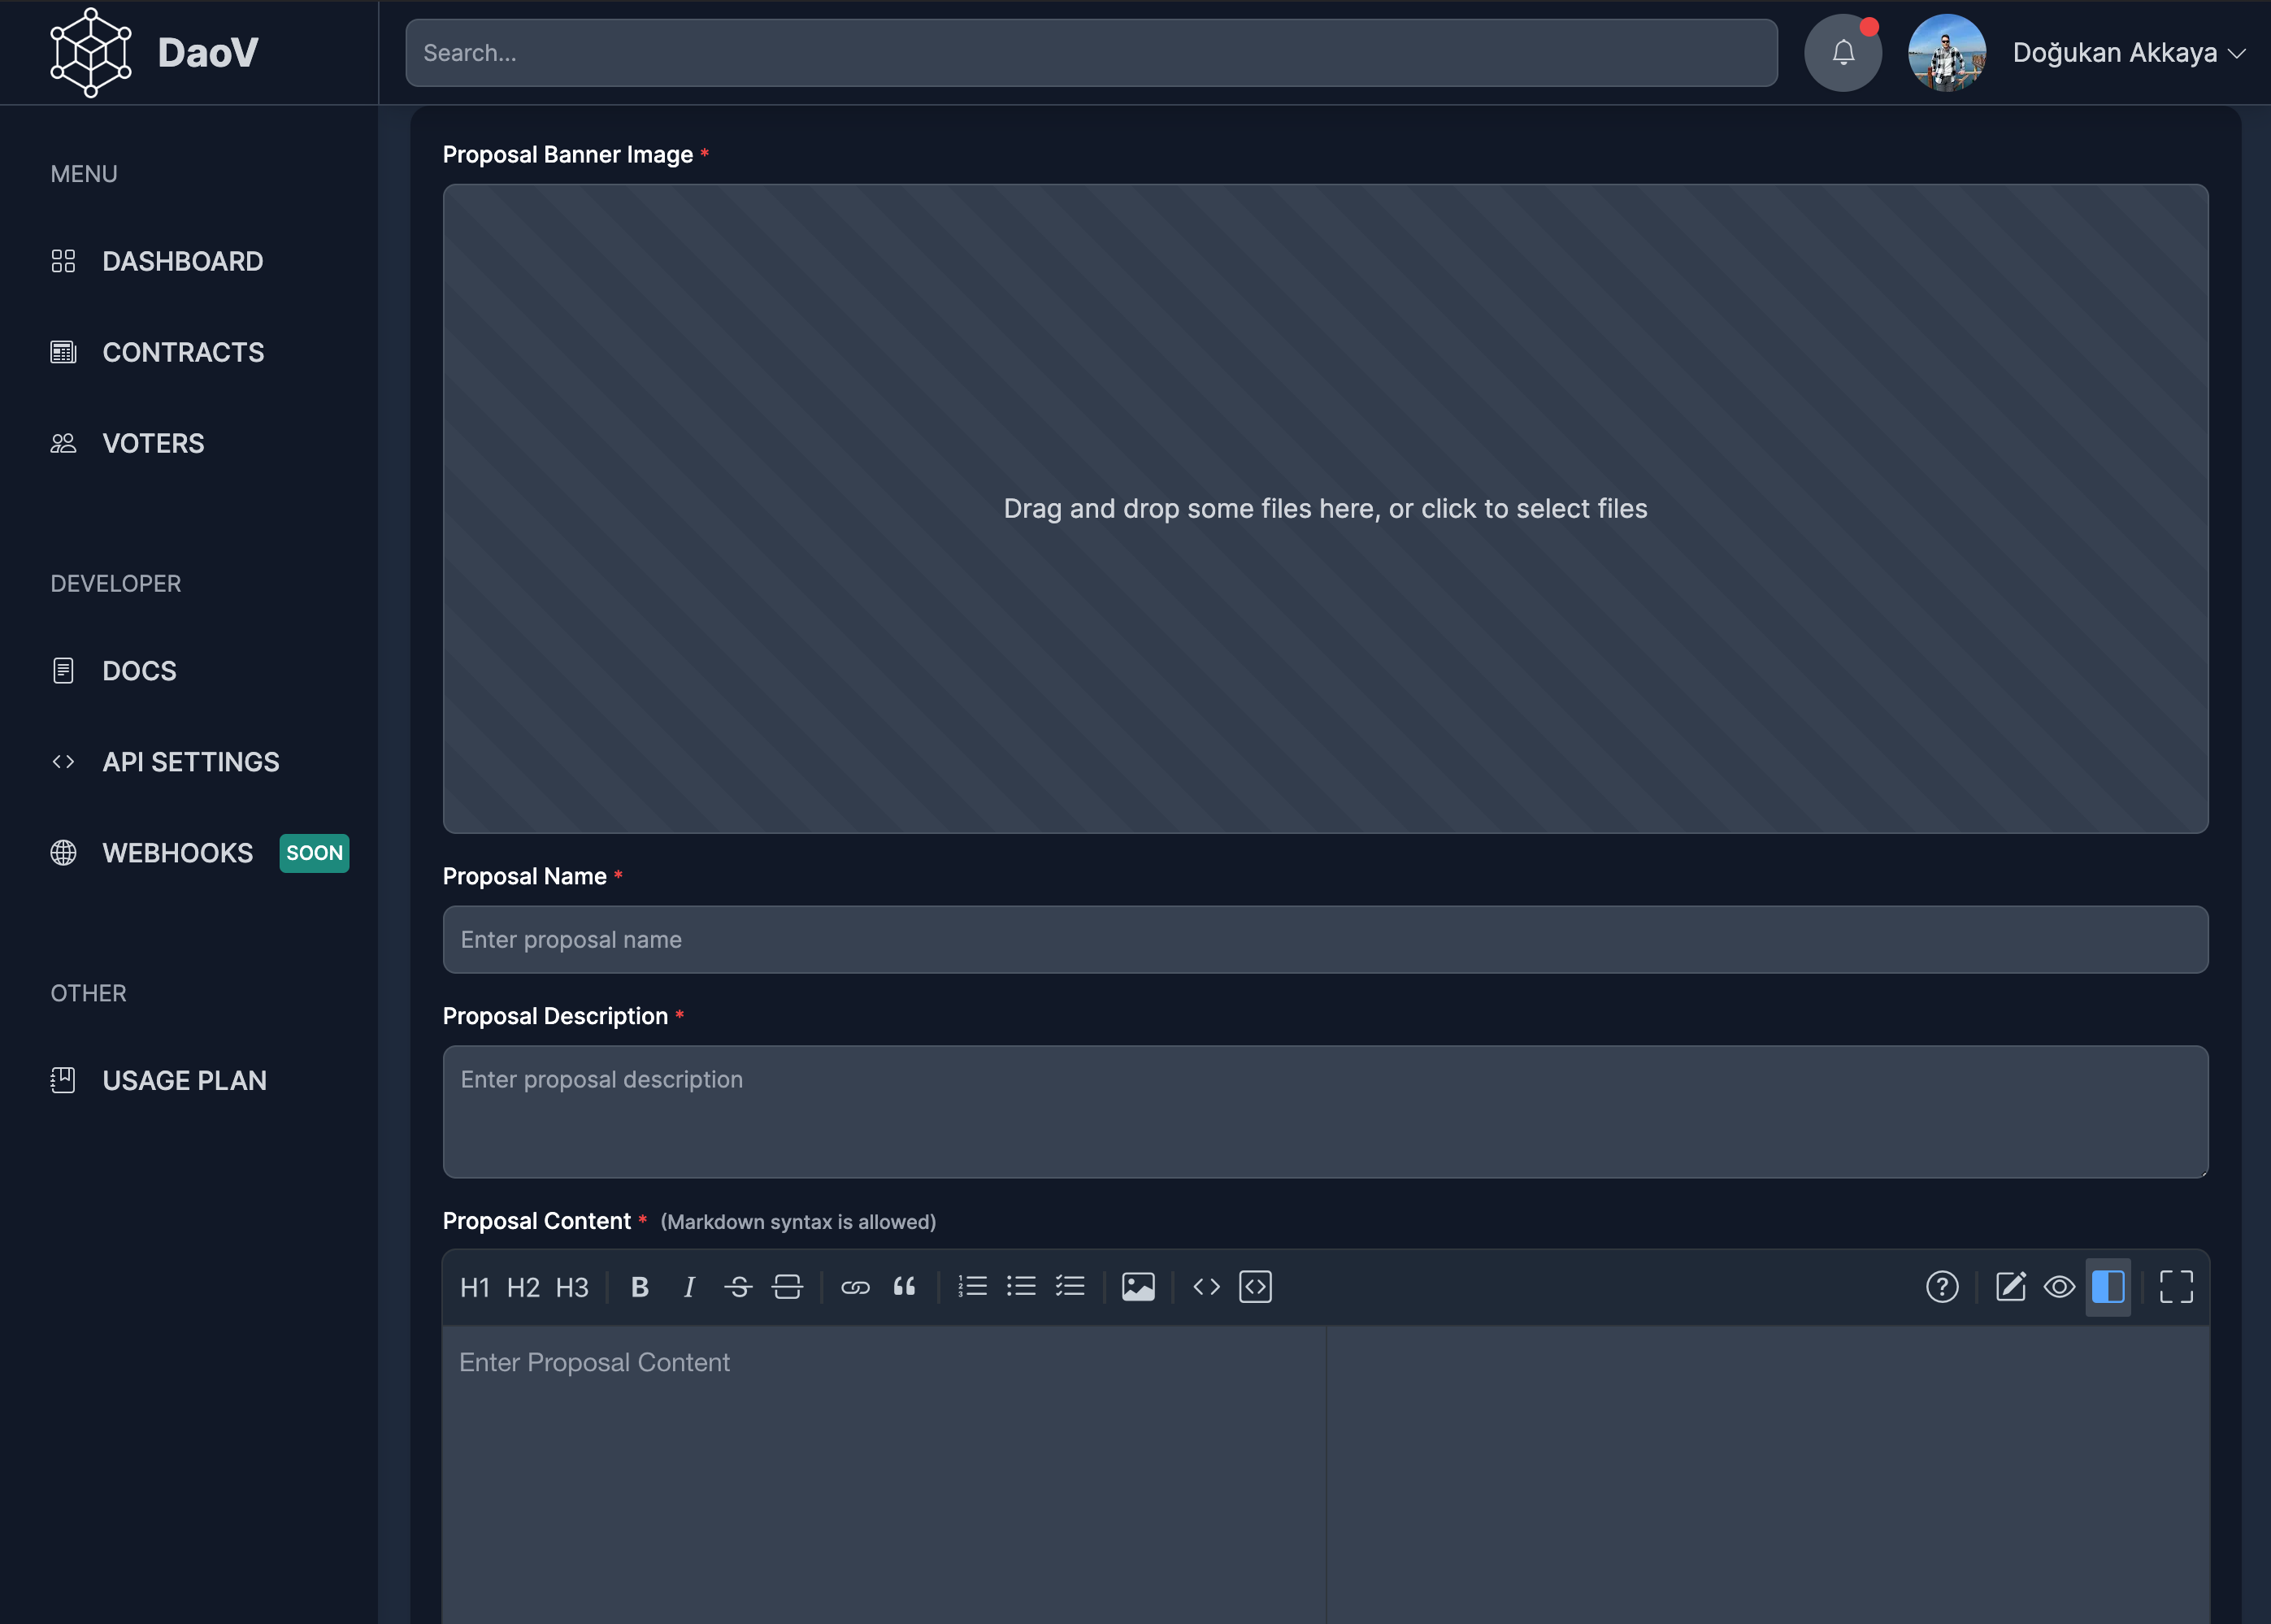 DaoV
Search...
Doğukan Akkaya
MENU
DASHBOARD
CONTRACTS
VOTERS
DEVELOPER
DOCS
API SETTINGS
WEBHOOKS SOON
OTHER
USAGE PLAN
Proposal Banner Image *
Drag and drop some files here, or click to select files
Proposal Name *
Enter proposal name
Proposal Description *
Enter proposal description
Proposal Content * (Markdown syntax is allowed)
H1 H2 H3 B I S
Enter Proposal Content